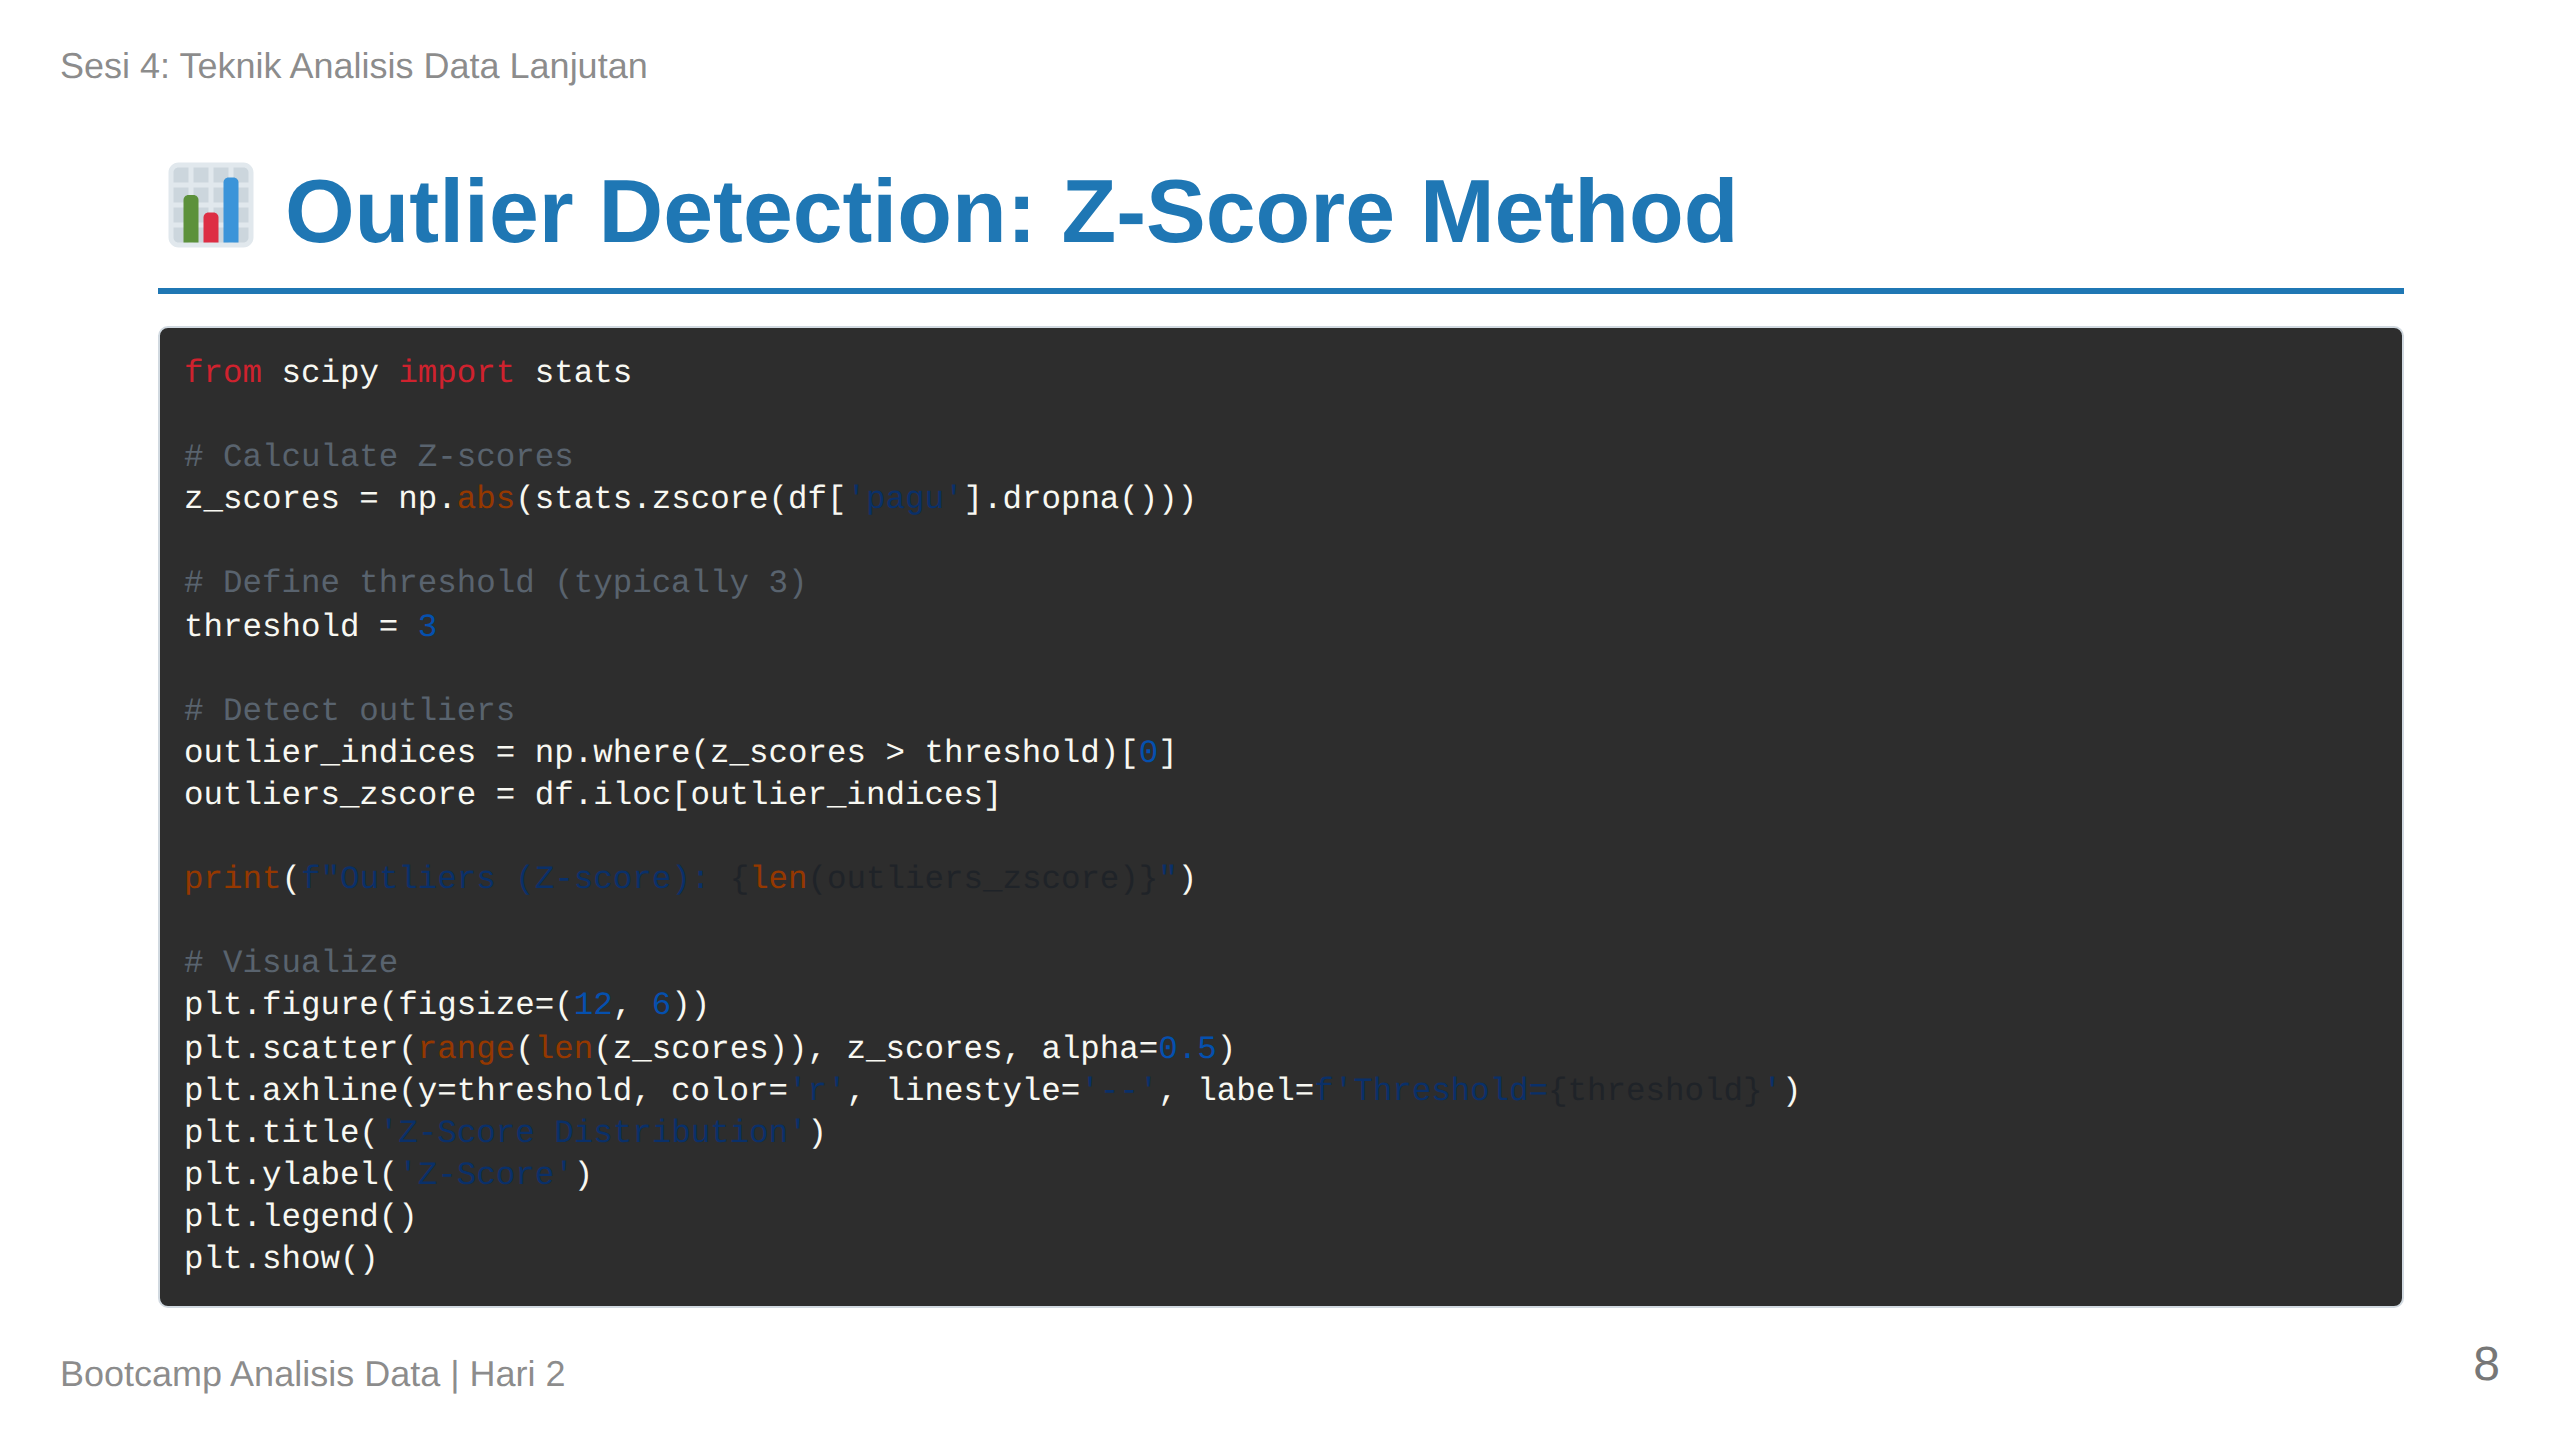 Sesi 4: Teknik Analisis Data Lanjutan
📊 Outlier Detection: Z-Score Method
from scipy import stats
# Calculate Z-scores
z_scores = np.abs(stats.zscore(df['pagu'].dropna()))
# Define threshold (typically 3)
threshold = 3
# Detect outliers
outlier_indices = np.where(z_scores > threshold)[0]
outliers_zscore = df.iloc[outlier_indices]
print(f"Outliers (Z-score): {len(outliers_zscore)}")
# Visualize
plt.figure(figsize=(12, 6))
plt.scatter(range(len(z_scores)), z_scores, alpha=0.5)
plt.axhline(y=threshold, color='r', linestyle='--', label=f'Threshold={threshold}')
plt.title('Z-Score Distribution')
plt.ylabel('Z-Score')
plt.legend()
plt.show()
Bootcamp Analisis Data | Hari 2
8